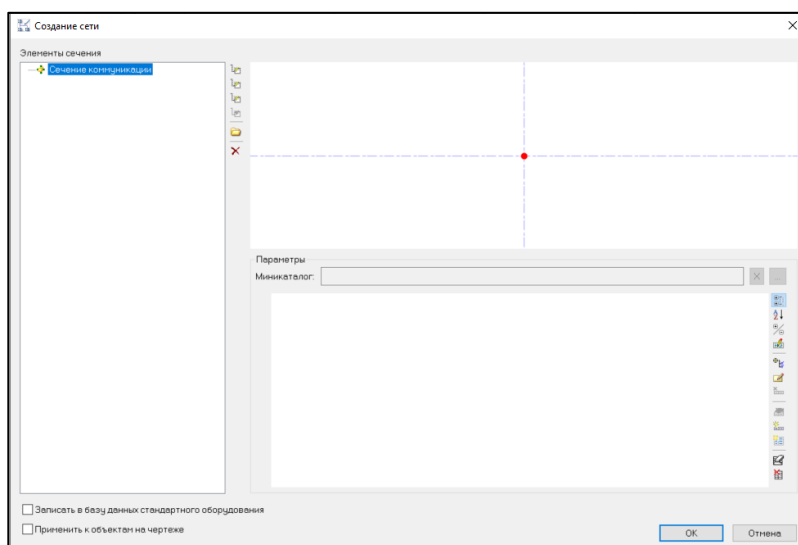 Создание сети
Элементы сечения
Сечение коммуникации
Параметры
Миникаталог:
...
Записать в базу данных стандартного оборудования
Применить к объектам на чертеже
OK
Отмена